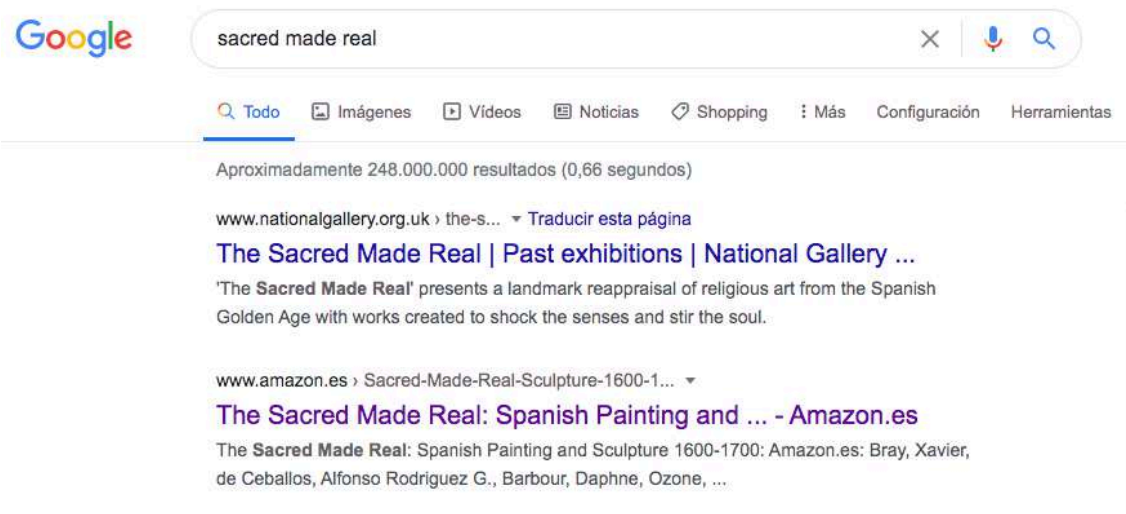 Google sacred made real
Todo Imágenes Vídeos Noticias Shopping Más Configuración Herramientas
Aproximadamente 248.000.000 resultados (0,66 segundos)
www.nationalgallery.org.uk › the-s... Traducir esta página
The Sacred Made Real | Past exhibitions | National Gallery ...
'The Sacred Made Real' presents a landmark reappraisal of religious art from the Spanish
Golden Age with works created to shock the senses and stir the soul.
www.amazon.es › Sacred-Made-Real-Sculpture-1600-1...
The Sacred Made Real: Spanish Painting and ... - Amazon.es
The Sacred Made Real: Spanish Painting and Sculpture 1600-1700: Amazon.es: Bray, Xavier,
de Ceballos, Alfonso Rodriguez G., Barbour, Daphne, Ozone, ...